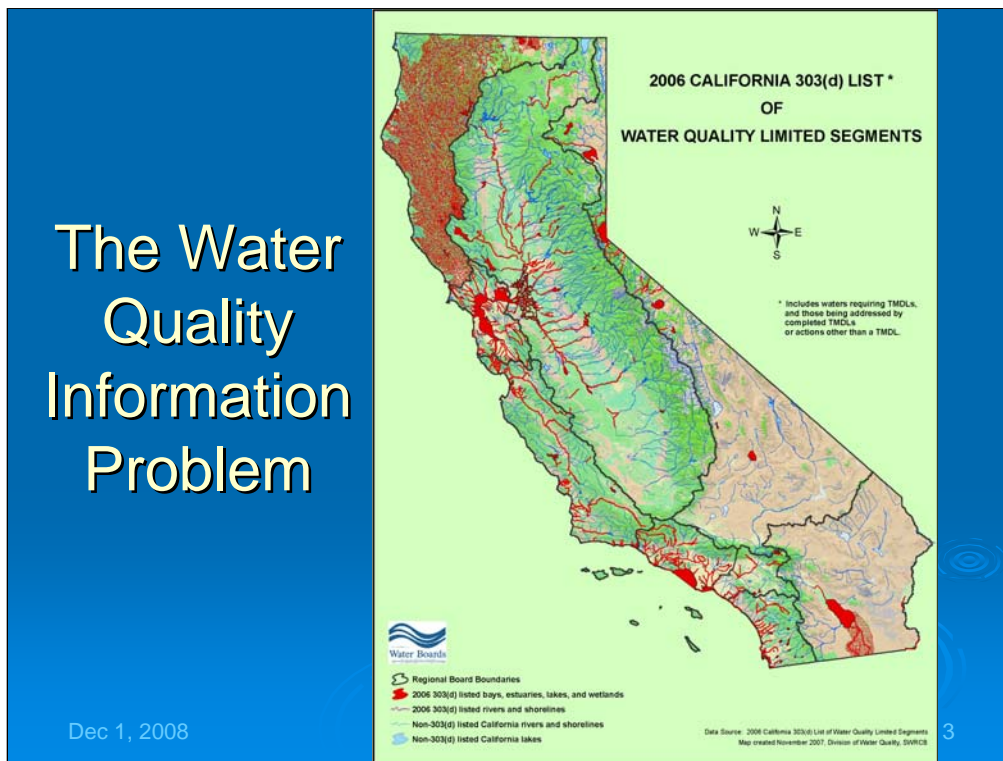 The Water
Quality
Information
Problem
2006 CALIFORNIA 303(d) LIST *
OF
WATER QUALITY LIMITED SEGMENTS
N
W E
S
* Includes waters requiring TMDLs,
and those being addressed by
completed TMDLs
or actions other than a TMDL.
Water Boards
Regional Board Boundaries
2006 303(d) listed bays, estuaries, lakes, and wetlands
2006 303(d) listed rivers and shorelines
Non-303(d) listed California rivers and shorelines
Non-303(d) listed California lakes
Data Source: 2006 California 303(d) List of Water Quality Limited Segments
Map created November 2007, Division of Water Quality, SWRCB
Dec 1, 2008
3